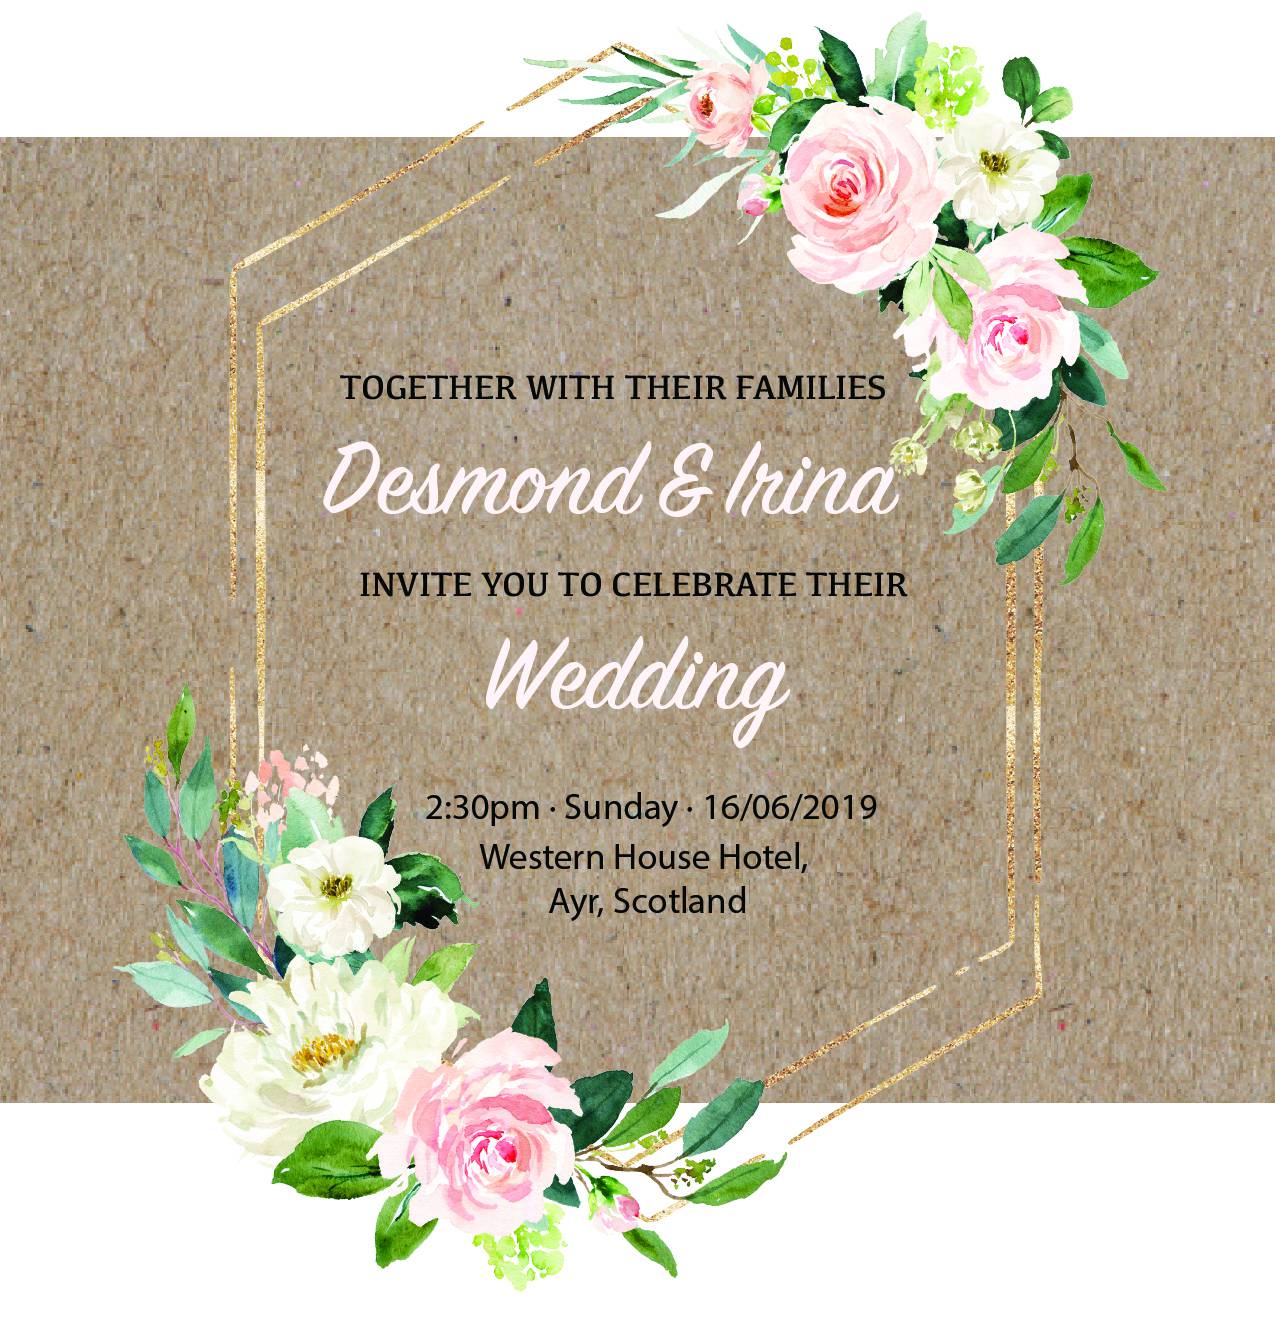 TOGETHER WITH THEIR FAMILIES
Desmond & Irina
INVITE YOU TO CELEBRATE THEIR
Wedding
2:30pm · Sunday · 16/06/2019
Western House Hotel,
Ayr, Scotland